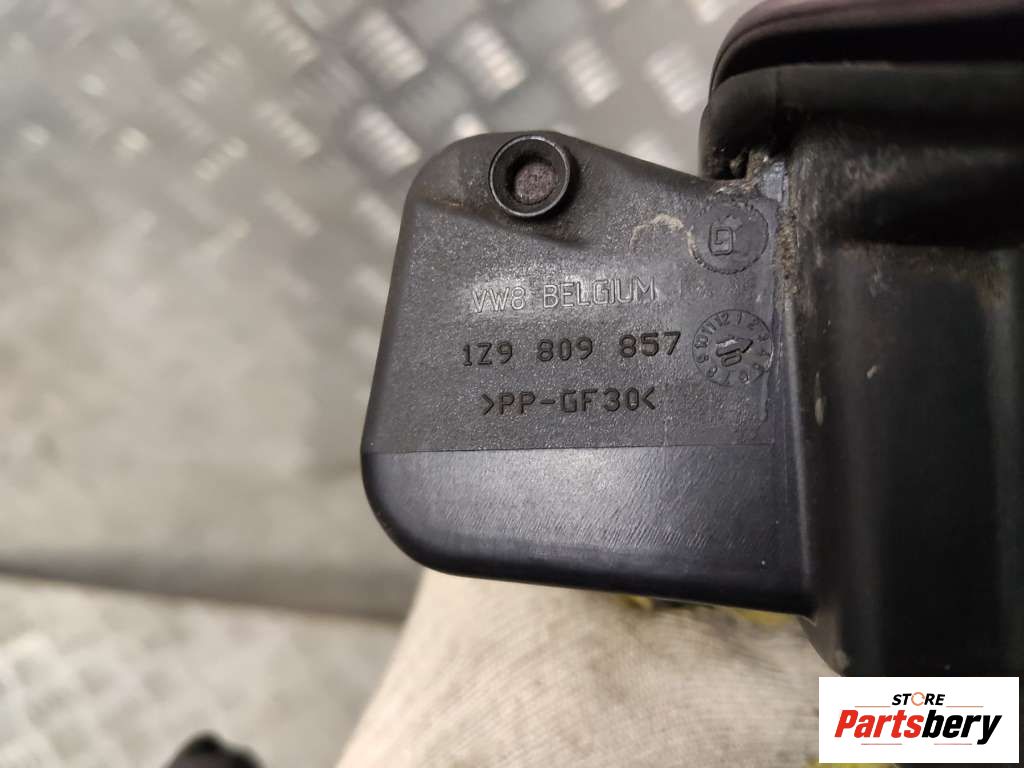 G
VW8 BELGIUM
1Z9 809 857
>PP-GF30<
STORE
Partsbery